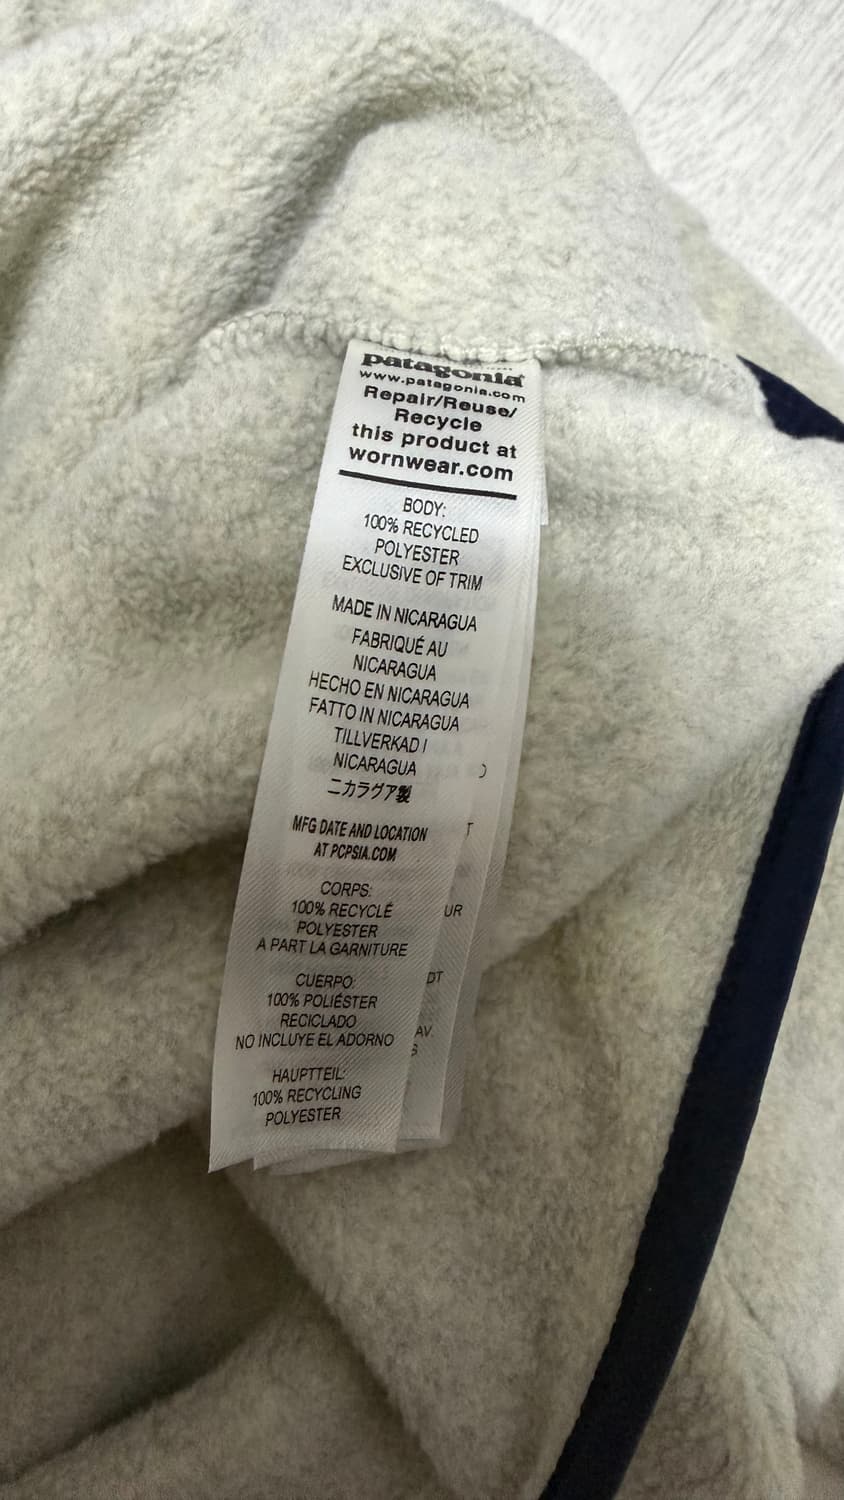 patagonia
www.patagonia.com
Repair/Reuse/
Recycle
this product at
wornwear.com
BODY:
100% RECYCLED
POLYESTER
EXCLUSIVE OF TRIM
MADE IN NICARAGUA
FABRIQUÉ AU
NICARAGUA
HECHO EN NICARAGUA
FATTO IN NICARAGUA
TILLVERKAD I
NICARAGUA
ニカラグア製
MFG DATE AND LOCATION
AT PCPSIA.COM
CORPS:
100% RECYCLÉ
POLYESTER
A PART LA GARNITURE
CUERPO:
100% POLIÉSTER
RECICLADO
NO INCLUYE EL ADORNO
HAUPTTEIL:
100% RECYCLING
POLYESTER